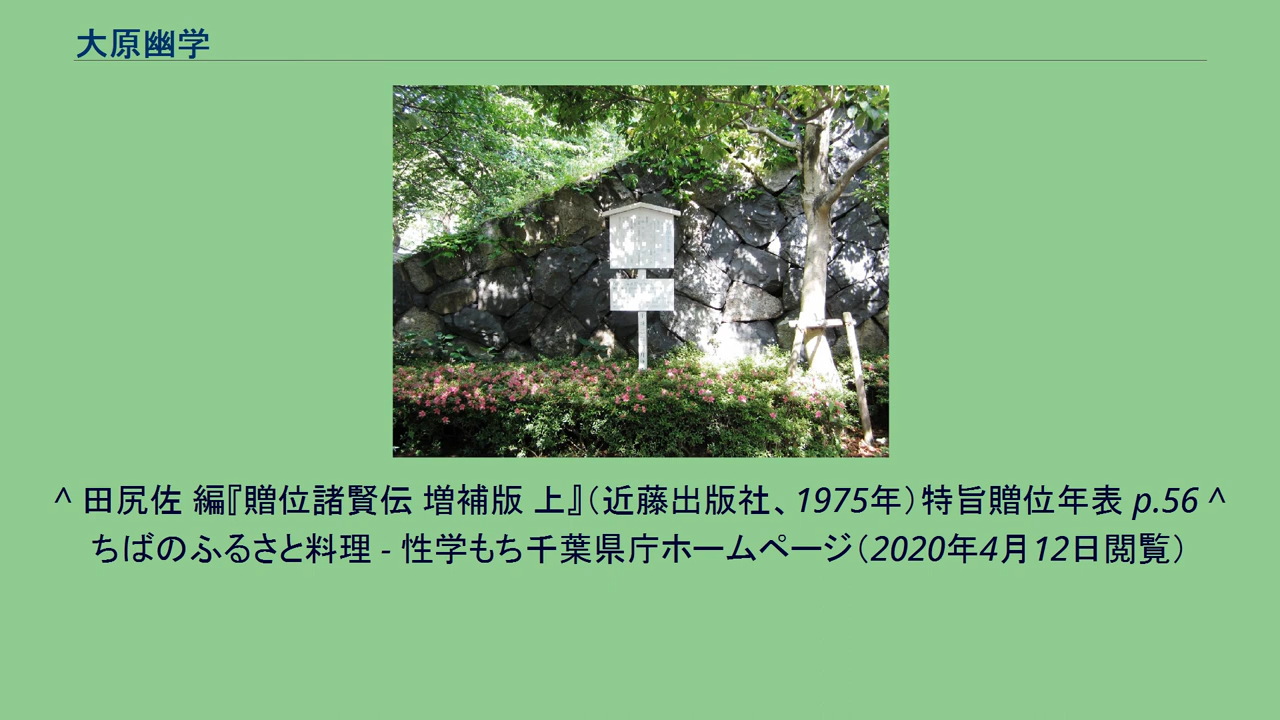 大原幽学
^ 田尻佐 編『贈位諸賢伝 増補版 上』（近藤出版社、1975年）特旨贈位年表 p.56 ^
ちばのふるさと料理 - 性学もち千葉県庁ホームページ（2020年4月12日閲覧）